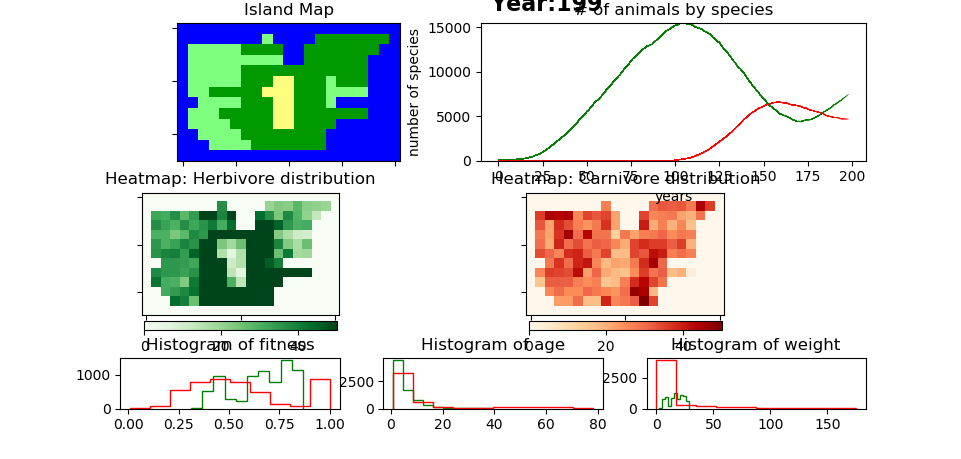 Year:199
Island Map
# of animals by species
number of species
15000
10000
5000
0
0 25 50 75 100 125 150 175 200
years
Heatmap: Herbivore distribution
Heatmap: Carnivore distribution
0 20 40
0 20 40
Histogram of fitness
Histogram of age
Histogram of weight
1000
0
0.00 0.25 0.50 0.75 1.00
2500
0
0 20 40 60 80
2500
0
0 50 100 150